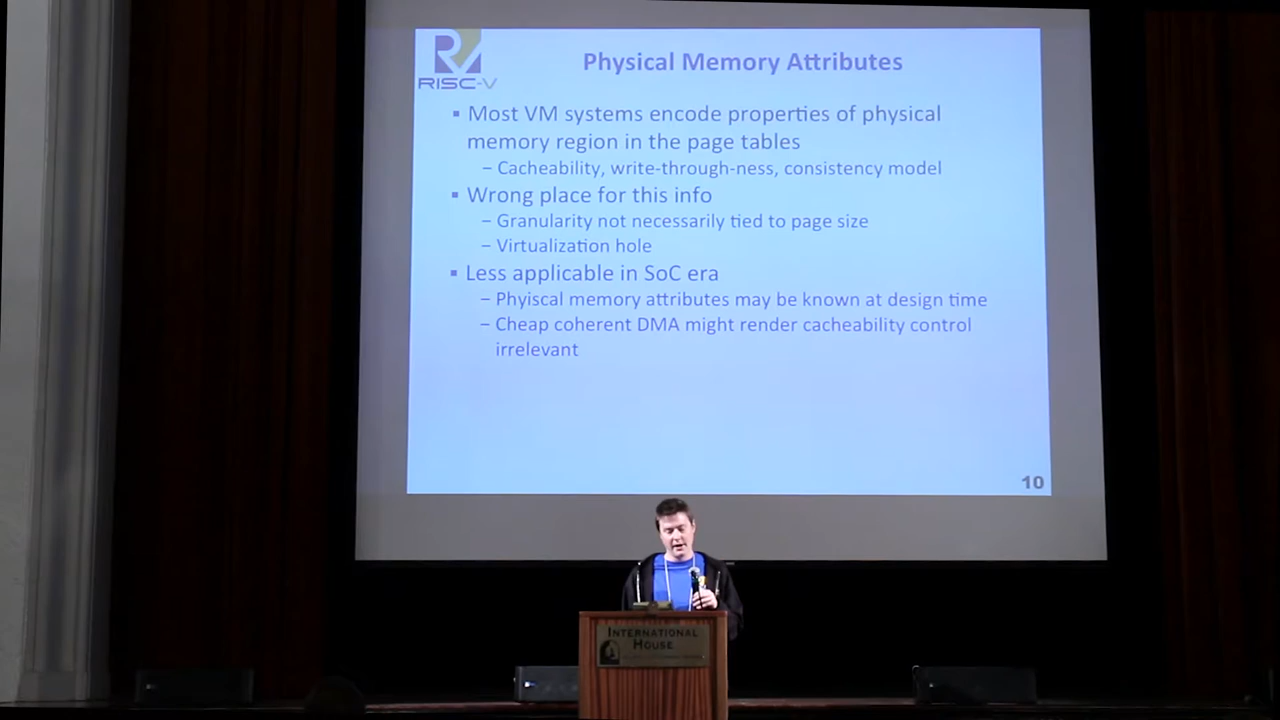 RISC-V
Physical Memory Attributes
▪ Most VM systems encode properties of physical
memory region in the page tables
– Cacheability, write-through-ness, consistency model
▪ Wrong place for this info
– Granularity not necessarily tied to page size
– Virtualization hole
▪ Less applicable in SoC era
– Phyiscal memory attributes may be known at design time
– Cheap coherent DMA might render cacheability control
irrelevant
10
INTERNATIONAL
HOUSE